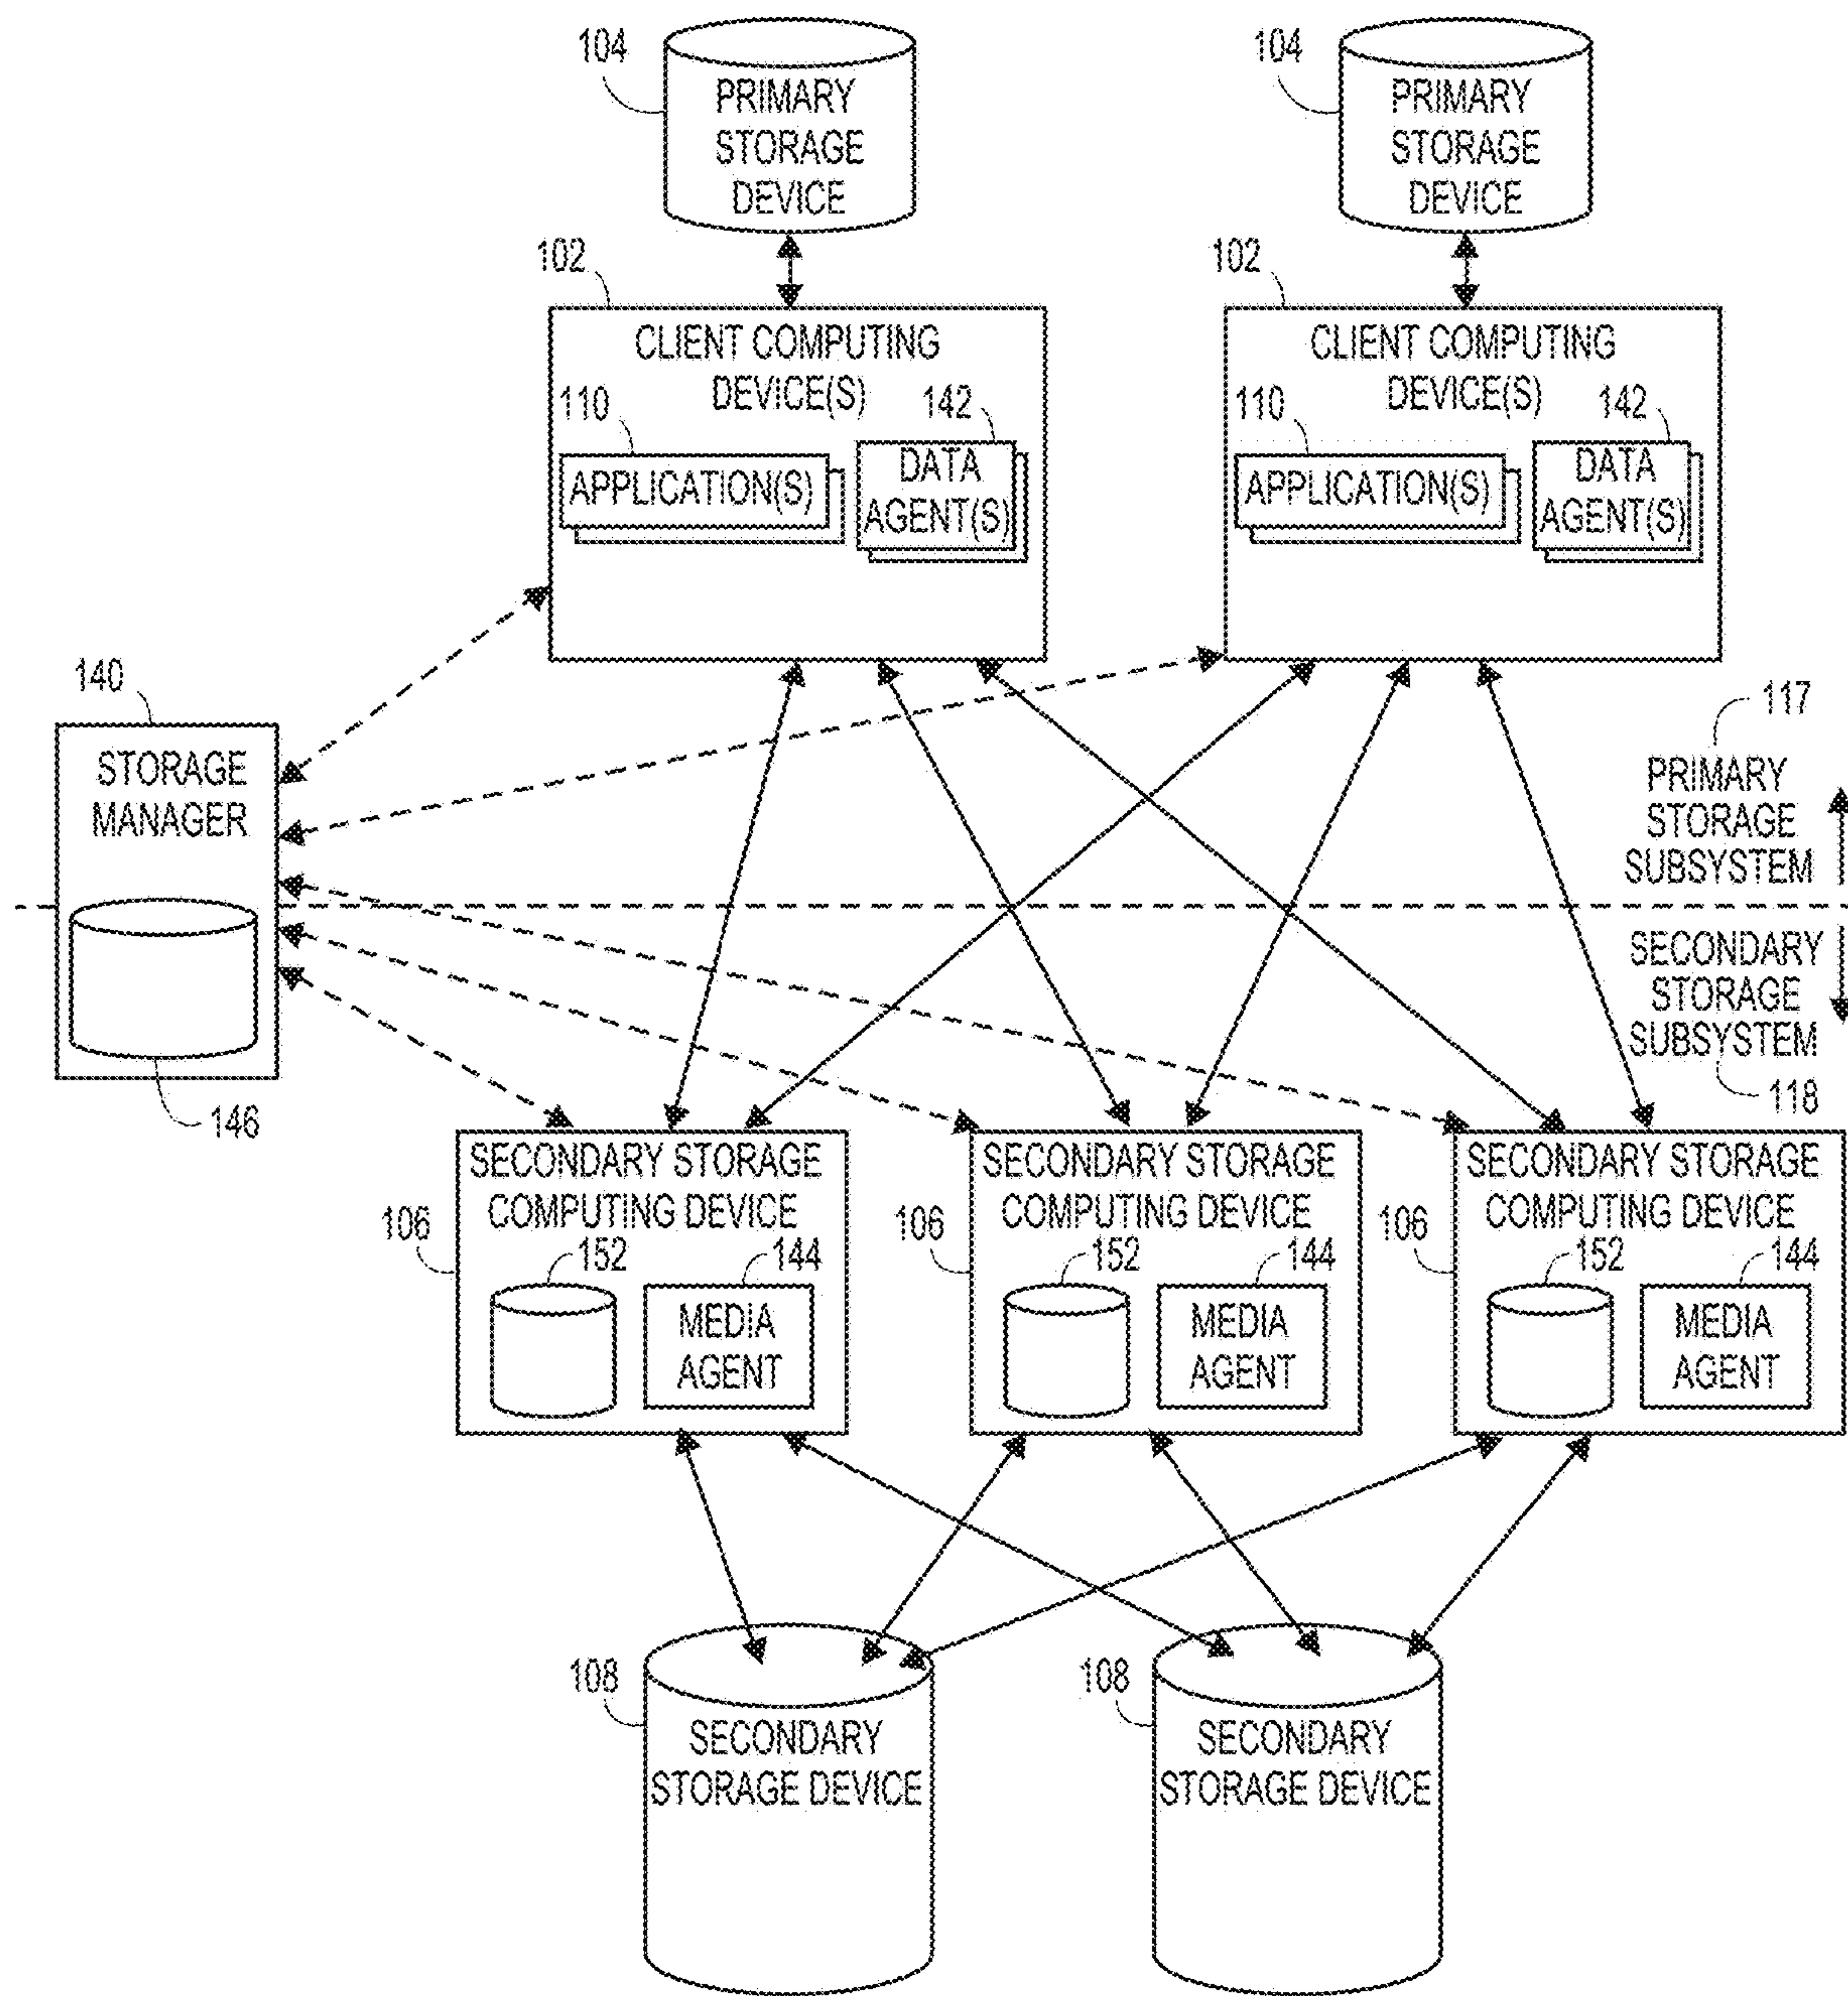 104
PRIMARY
STORAGE
DEVICE
104
PRIMARY
STORAGE
DEVICE
102
CLIENT COMPUTING
DEVICE(S)
110
142
APPLICATION(S)
DATA
AGENT(S)
102
CLIENT COMPUTING
DEVICE(S)
110
142
APPLICATION(S)
DATA
AGENT(S)
140
STORAGE
MANAGER
146
117
PRIMARY
STORAGE
SUBSYSTEM
SECONDARY
STORAGE
SUBSYSTEM
118
SECONDARY STORAGE
COMPUTING DEVICE
106
152
144
MEDIA
AGENT
SECONDARY STORAGE
COMPUTING DEVICE
106
152
144
MEDIA
AGENT
SECONDARY STORAGE
COMPUTING DEVICE
106
152
144
MEDIA
AGENT
108
SECONDARY
STORAGE DEVICE
108
SECONDARY
STORAGE DEVICE